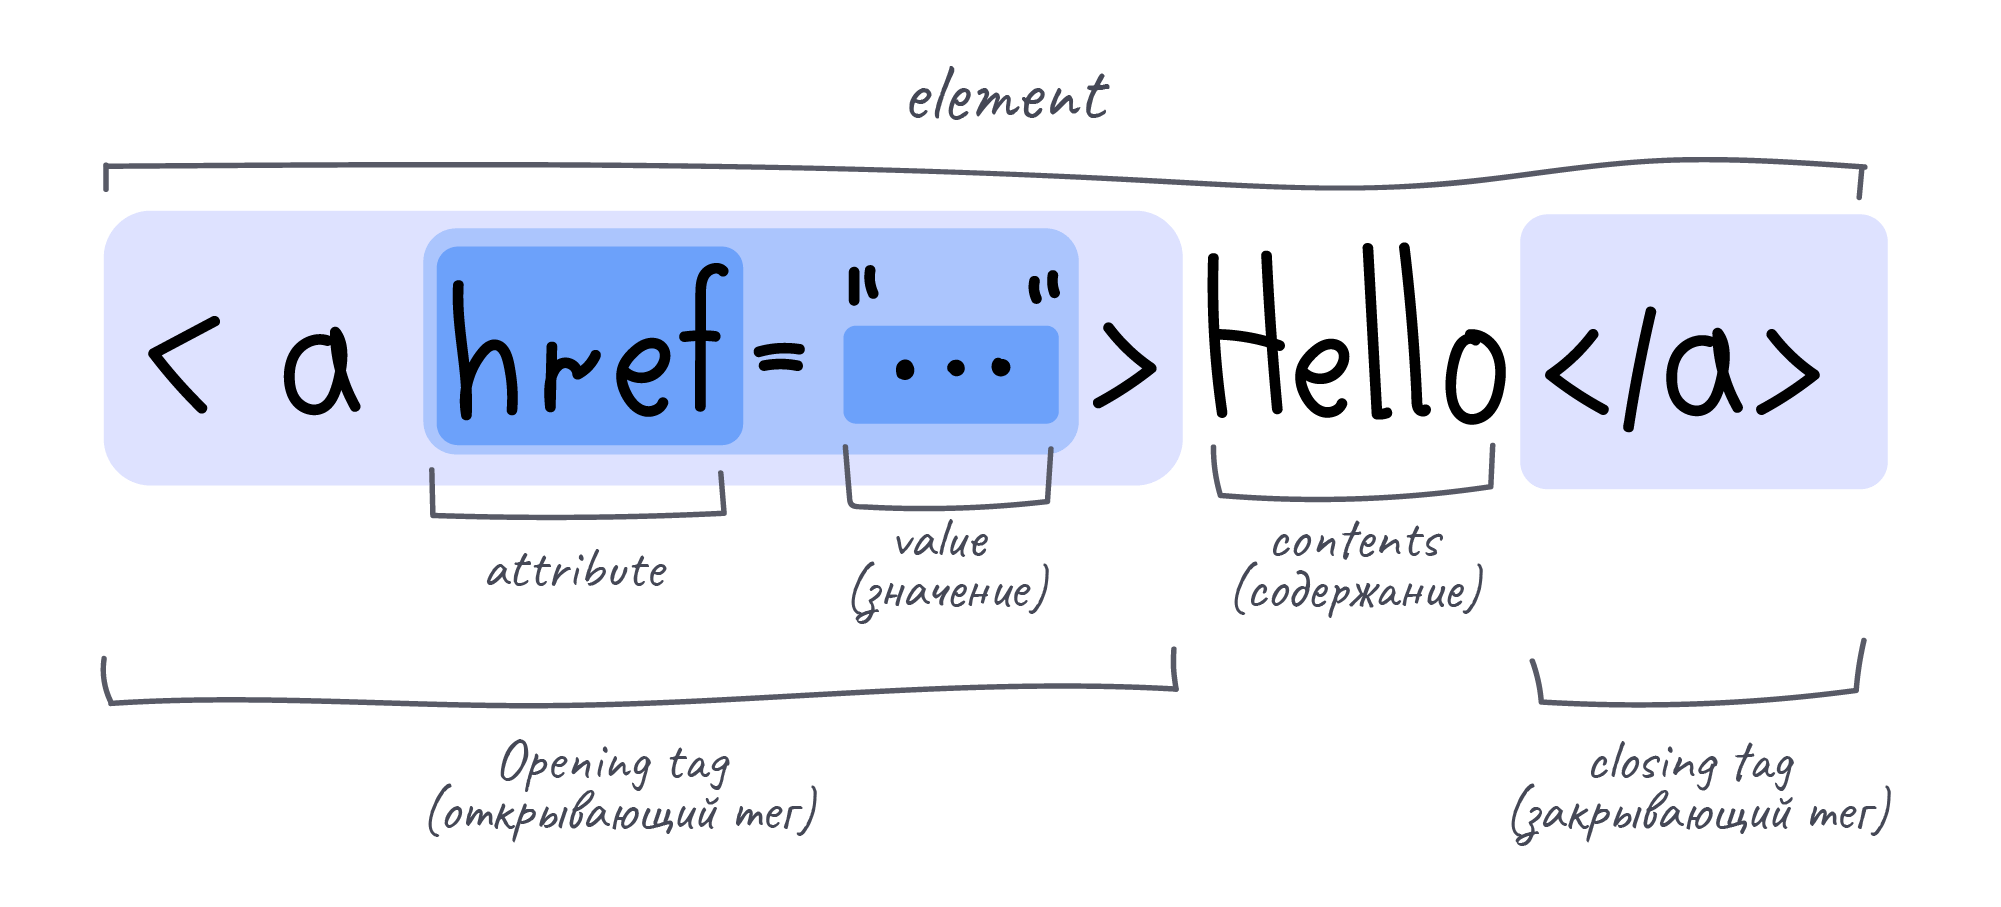 element
<a href="...">Hello</a>
attribute
value
(значение)
contents
(содержание)
Opening tag
(открывающий тег)
closing tag
(закрывающий тег)